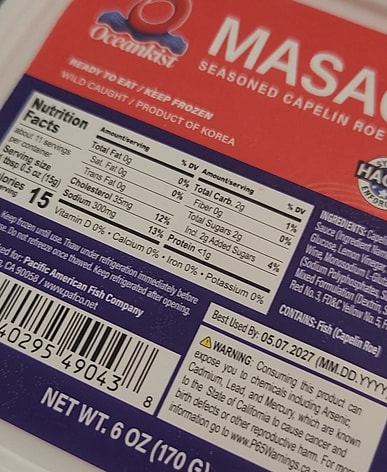 Oceankist
MASA
SEASONED CAPELIN ROE
READY TO EAT / KEEP FROZEN
WILD CAUGHT / PRODUCT OF KOREA
HAC
Nutrition
Facts
about 11 servings
per container
Serving size
1 tbsp 0.5 oz (15g)
15
Amount/serving % DV
Total Fat 0g 0%
Sat. Fat 0g 0%
Trans Fat 0g
Cholesterol 35mg 12%
Sodium 300mg 13%
Amount/serving % DV
Total Carb. 2g 1%
Fiber 0g 0%
Total Sugars 2g
Incl. 2g Added Sugars 4%
Protein <1g
Vitamin D 0% • Calcium 0% • Iron 0% • Potassium 0%
Keep frozen until use. Thaw under refrigeration immediately before
Do not refreeze once thawed. Keep refrigerated after opening.
for: Pacific American Fish Company
CA 90058 / www.pafco.net
INGREDIENTS:
Sauce (Ingredient
Glucose, Lemon
Wine, Monosodium
(Sodium Polyphosphates,
Mixed Formulation (Dextrin,
Red No.3, FD&C Yellow No.5
CONTAINS: Fish (Capelin Roe)
Best Used By: 05.07.2027 (MM.DD.YYYY
WARNING: Consuming this product can
expose you to chemicals including Arsenic,
Cadmium, Lead, and Mercury, which are known
to the State of California to cause cancer and
birth defects or other reproductive harm. For
information go to www.P65Warnings.ca
40295 49043 8
NET WT. 6 OZ (170 G)